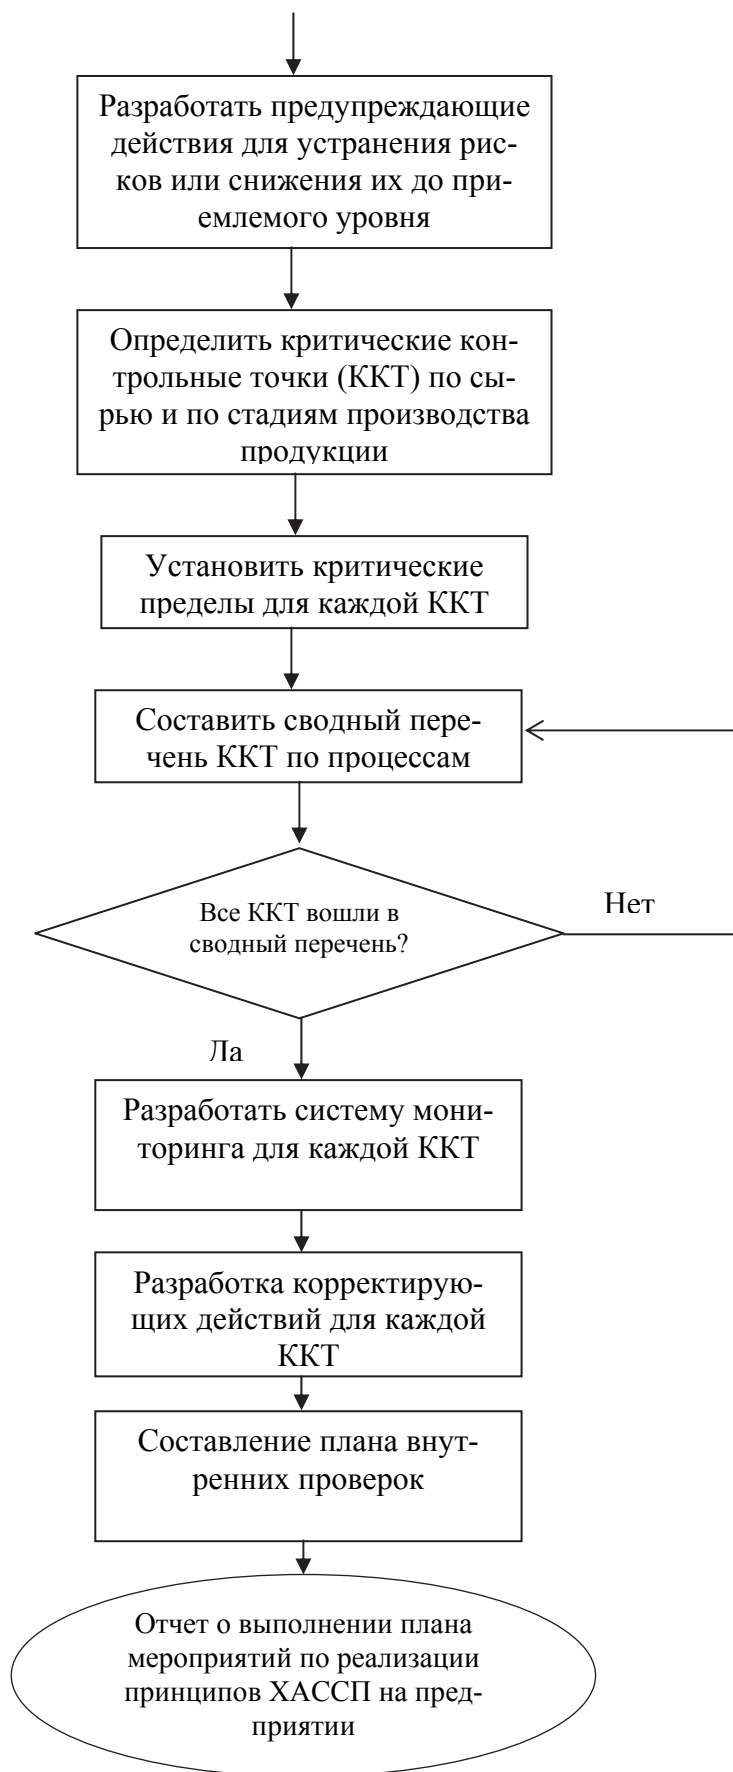 Разработать предупреждающие
действия для устранения рис-
ков или снижения их до при-
емлемого уровня
Определить критические кон-
трольные точки (ККТ) по сы-
рью и по стадиям производства
продукции
Установить критические
пределы для каждой ККТ
Составить сводный пере-
чень ККТ по процессам
Все ККТ вошли в
сводный перечень?
Нет
Да
Разработать систему мони-
торинга для каждой ККТ
Разработка корректирую-
щих действий для каждой
ККТ
Составление плана внут-
ренних проверок
Отчет о выполнении плана
мероприятий по реализации
принципов ХАССП на пред-
приятии